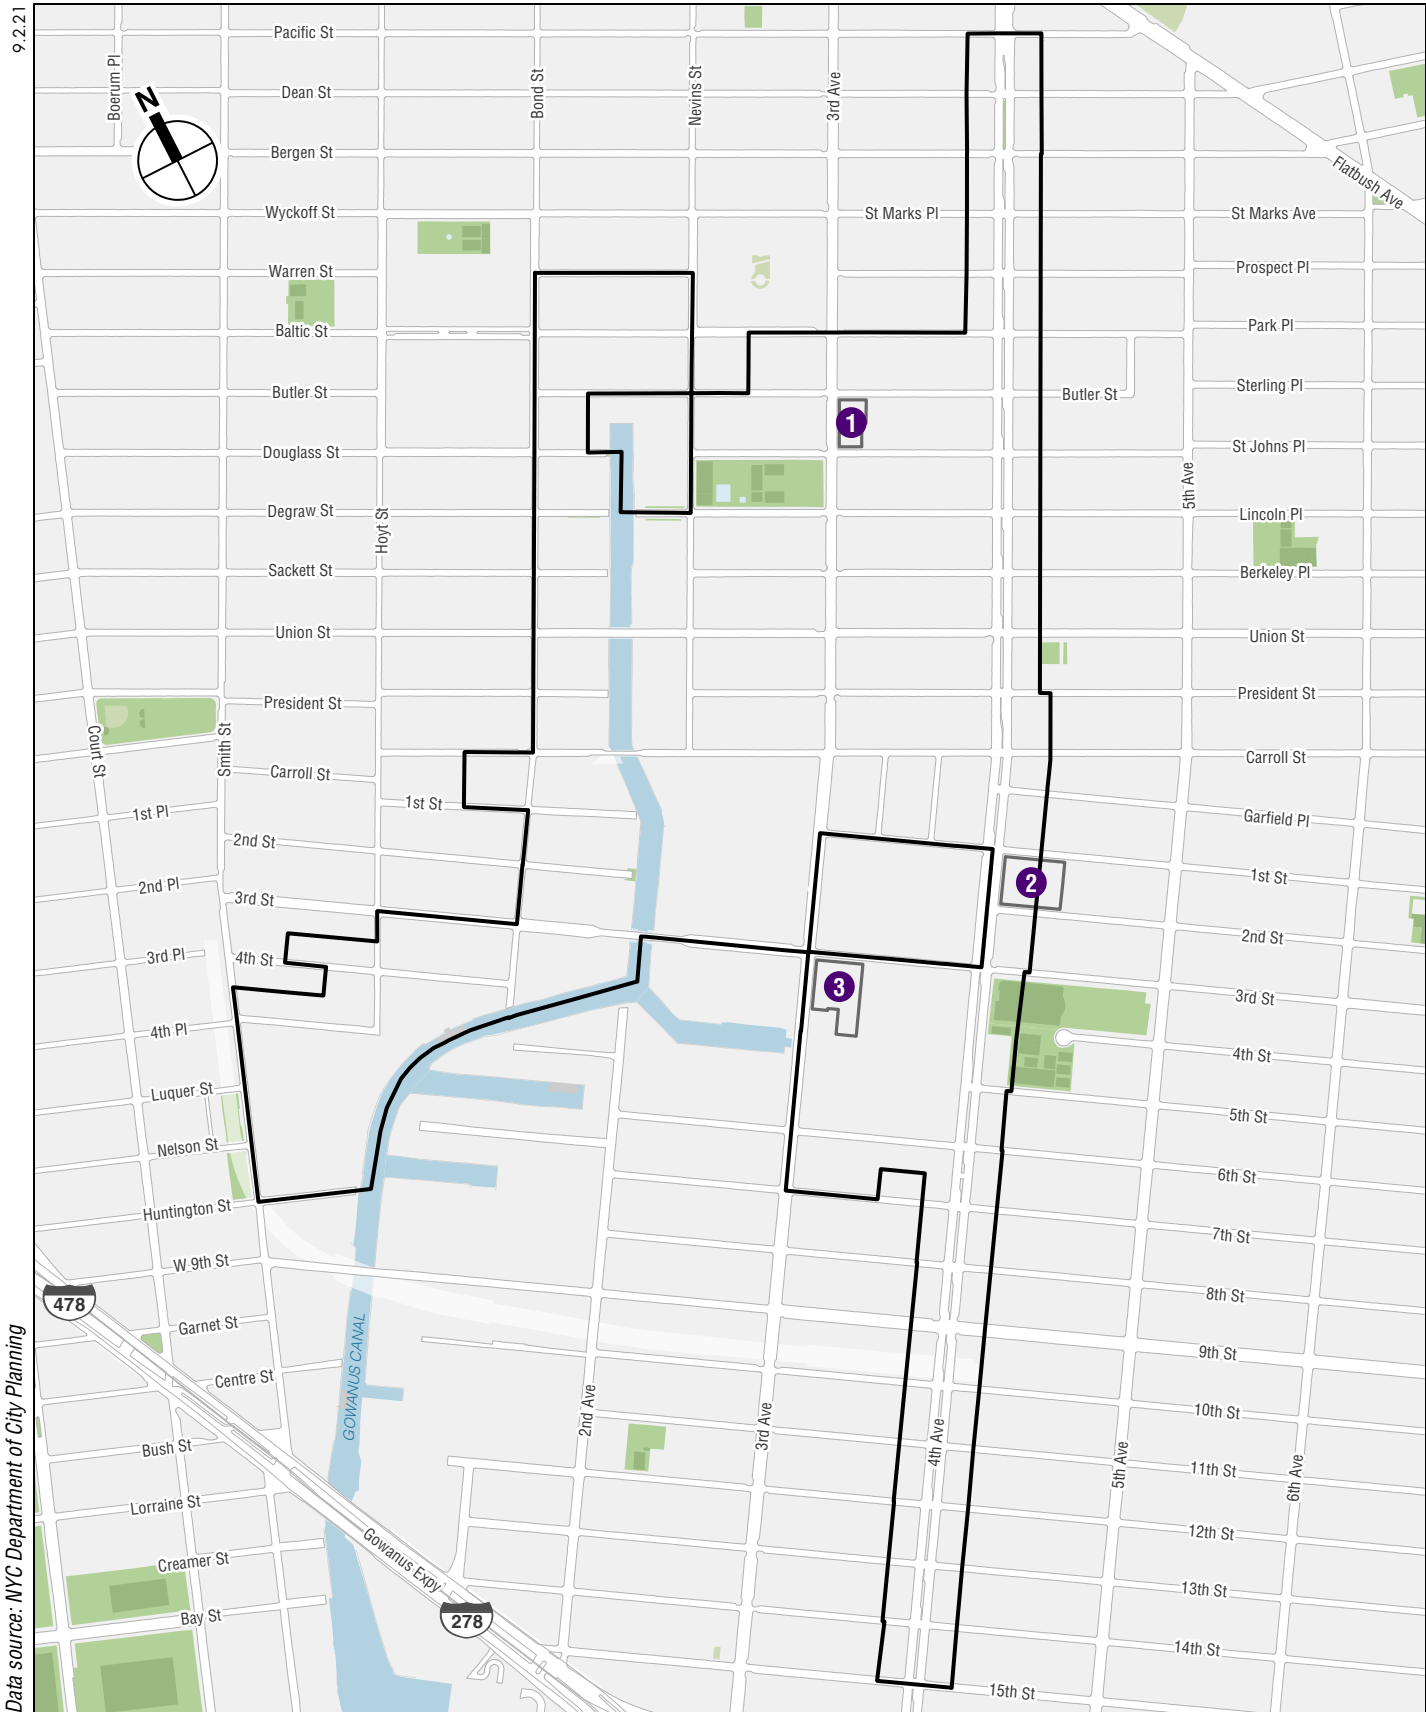 9.2.21
Pacific St
Boerum Pl
Dean St
Bond St
Nevins St
3rd Ave
N
Bergen St
Flatbush Ave
Wyckoff St
St Marks Pl
St Marks Ave
Warren St
Prospect Pl
Baltic St
Park Pl
Butler St
Butler St
Sterling Pl
1
Douglass St
St Johns Pl
5th Ave
Degraw St
Hoyt St
Lincoln Pl
Sackett St
Berkeley Pl
Union St
Union St
President St
President St
Court St
Smith St
Carroll St
Carroll St
1st Pl
1st St
Garfield Pl
2nd St
2nd Pl
2
1st St
3rd St
2nd St
3rd Pl
4th St
3
3rd St
4th Pl
4th St
Luquer St
5th St
Nelson St
6th St
Huntington St
7th St
W 9th St
8th St
478
Garnet St
9th St
Centre St
GOWANUS CANAL
2nd Ave
3rd Ave
4th Ave
10th St
Bush St
5th Ave
11th St
6th Ave
Lorraine St
12th St
Gowanus Expy
Creamer St
13th St
Bay St
278
14th St
15th St
Data source: NYC Department of City Planning